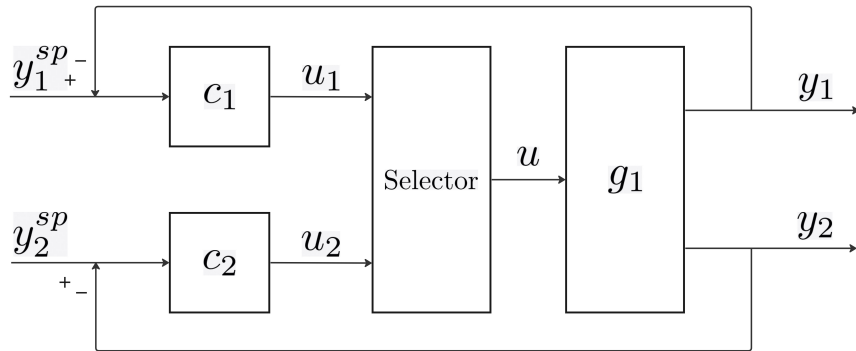 y_1^{sp} −
+
c_1
u_1
y_1
Selector
u
g_1
y_2^{sp}
+ −
c_2
u_2
y_2